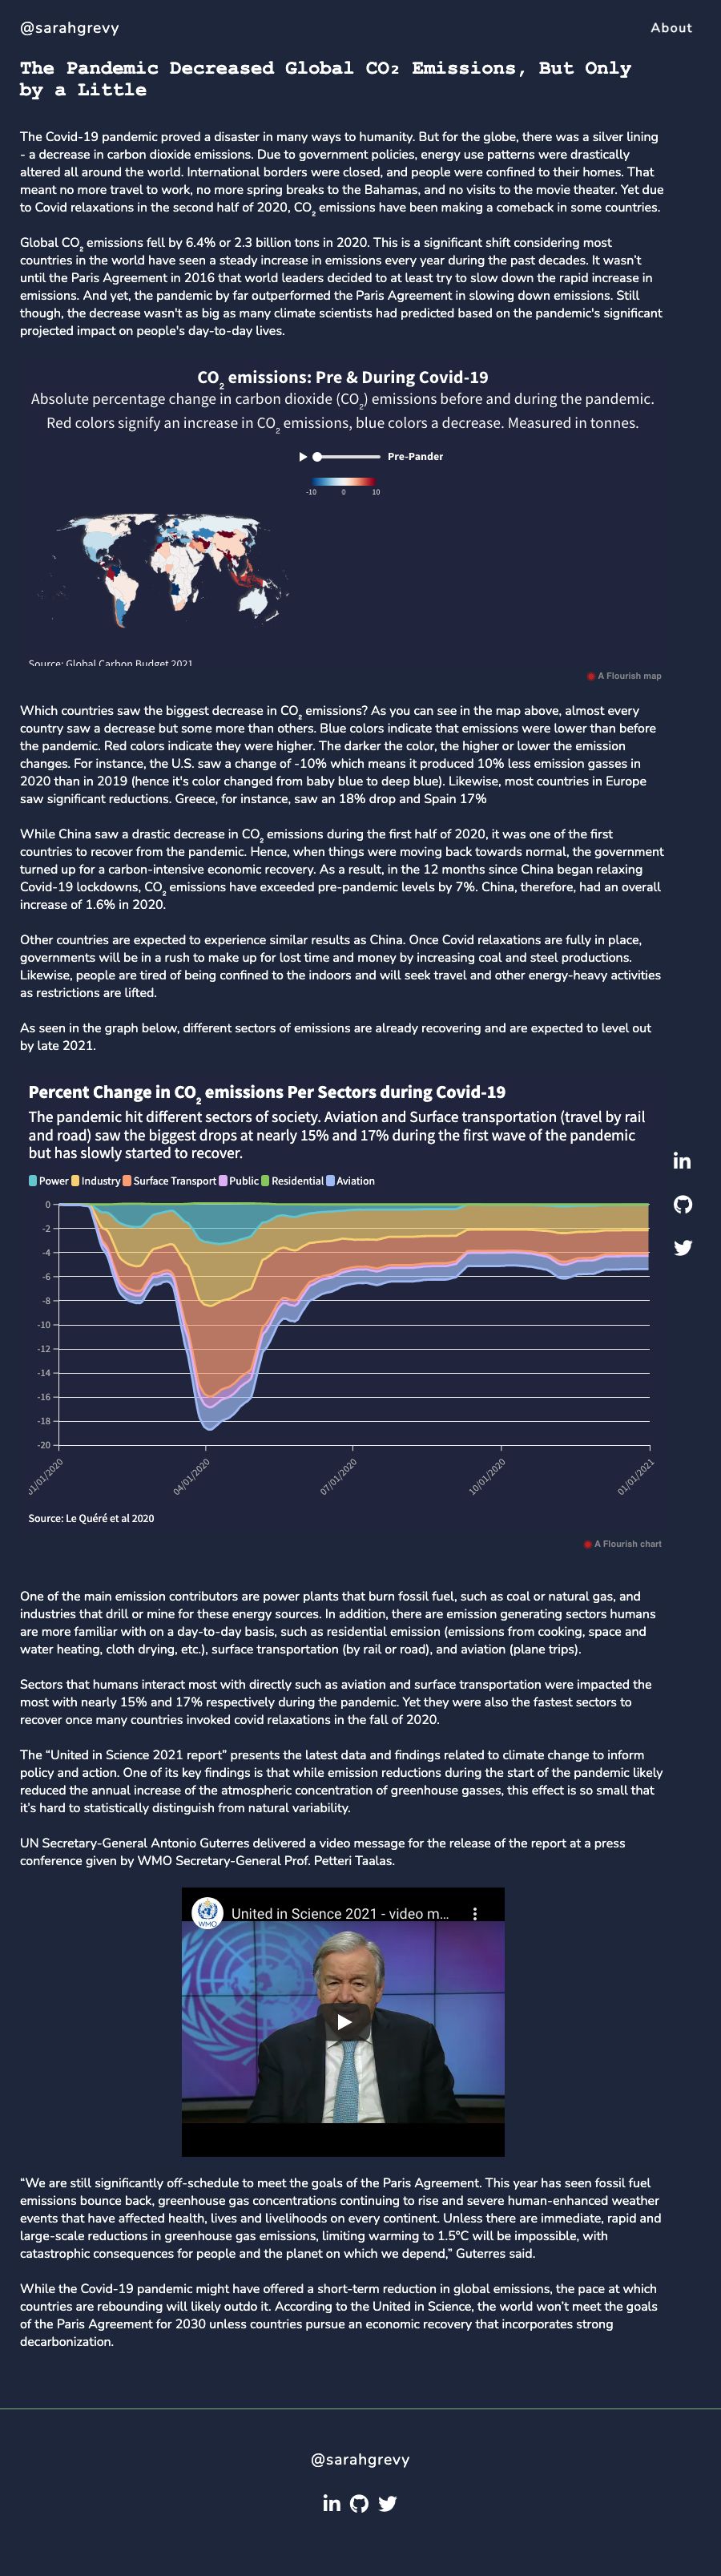 @sarahgrevy
About
The Pandemic Decreased Global CO₂ Emissions, But Only
by a Little
The Covid-19 pandemic proved a disaster in many ways to humanity. But for the globe, there was a silver lining
- a decrease in carbon dioxide emissions. Due to government policies, energy use patterns were drastically
altered all around the world. International borders were closed, and people were confined to their homes. That
meant no more travel to work, no more spring breaks to the Bahamas, and no visits to the movie theater. Yet due
to Covid relaxations in the second half of 2020, CO₂ emissions have been making a comeback in some countries.
Global CO₂ emissions fell by 6.4% or 2.3 billion tons in 2020. This is a significant shift considering most
countries in the world have seen a steady increase in emissions every year during the past decades. It wasn't
until the Paris Agreement in 2016 that world leaders decided to at least try to slow down the rapid increase in
emissions. And yet, the pandemic by far outperformed the Paris Agreement in slowing down emissions. Still
though, the decrease wasn't as big as many climate scientists had predicted based on the pandemic's significant
projected impact on people's day-to-day lives.
CO₂ emissions: Pre & During Covid-19
Absolute percentage change in carbon dioxide (CO₂) emissions before and during the pandemic.
Red colors signify an increase in CO₂ emissions, blue colors a decrease. Measured in tonnes.
Pre-Pander
-10 0 10
Source: Global Carbon Budget 2021
A Flourish map
Which countries saw the biggest decrease in CO₂ emissions? As you can see in the map above, almost every
country saw a decrease but some more than others. Blue colors indicate that emissions were lower than before
the pandemic. Red colors indicate they were higher. The darker the color, the higher or lower the emission
changes. For instance, the U.S. saw a change of -10% which means it produced 10% less emission gasses in
2020 than in 2019 (hence it's color changed from baby blue to deep blue). Likewise, most countries in Europe
saw significant reductions. Greece, for instance, saw an 18% drop and Spain 17%
While China saw a drastic decrease in CO₂ emissions during the first half of 2020, it was one of the first
countries to recover from the pandemic. Hence, when things were moving back towards normal, the government
turned up for a carbon-intensive economic recovery. As a result, in the 12 months since China began relaxing
Covid-19 lockdowns, CO₂ emissions have exceeded pre-pandemic levels by 7%. China, therefore, had an overall
increase of 1.6% in 2020.
Other countries are expected to experience similar results as China. Once Covid relaxations are fully in place,
governments will be in a rush to make up for lost time and money by increasing coal and steel productions.
Likewise, people are tired of being confined to the indoors and will seek travel and other energy-heavy activities
as restrictions are lifted.
As seen in the graph below, different sectors of emissions are already recovering and are expected to level out
by late 2021.
Percent Change in CO₂ emissions Per Sectors during Covid-19
The pandemic hit different sectors of society. Aviation and Surface transportation (travel by rail
and road) saw the biggest drops at nearly 15% and 17% during the first wave of the pandemic
but has slowly started to recover.
Power Industry Surface Transport Public Residential Aviation
0
-2
-4
-6
-8
-10
-12
-14
-16
-18
-20
01/01/2020 04/01/2020 07/01/2020 10/01/2020 01/01/2021
Source: Le Quéré et al 2020
A Flourish chart
One of the main emission contributors are power plants that burn fossil fuel, such as coal or natural gas, and
industries that drill or mine for these energy sources. In addition, there are emission generating sectors humans
are more familiar with on a day-to-day basis, such as residential emission (emissions from cooking, space and
water heating, cloth drying, etc.), surface transportation (by rail or road), and aviation (plane trips).
Sectors that humans interact most with directly such as aviation and surface transportation were impacted the
most with nearly 15% and 17% respectively during the pandemic. Yet they were also the fastest sectors to
recover once many countries invoked covid relaxations in the fall of 2020.
The “United in Science 2021 report” presents the latest data and findings related to climate change to inform
policy and action. One of its key findings is that while emission reductions during the start of the pandemic likely
reduced the annual increase of the atmospheric concentration of greenhouse gasses, this effect is so small that
it's hard to statistically distinguish from natural variability.
UN Secretary-General Antonio Guterres delivered a video message for the release of the report at a press
conference given by WMO Secretary-General Prof. Petteri Taalas.
WMO
United in Science 2021 - video m...
“We are still significantly off-schedule to meet the goals of the Paris Agreement. This year has seen fossil fuel
emissions bounce back, greenhouse gas concentrations continuing to rise and severe human-enhanced weather
events that have affected health, lives and livelihoods on every continent. Unless there are immediate, rapid and
large-scale reductions in greenhouse gas emissions, limiting warming to 1.5°C will be impossible, with
catastrophic consequences for people and the planet on which we depend,” Guterres said.
While the Covid-19 pandemic might have offered a short-term reduction in global emissions, the pace at which
countries are rebounding will likely outdo it. According to the United in Science, the world won't meet the goals
of the Paris Agreement for 2030 unless countries pursue an economic recovery that incorporates strong
decarbonization.
@sarahgrevy